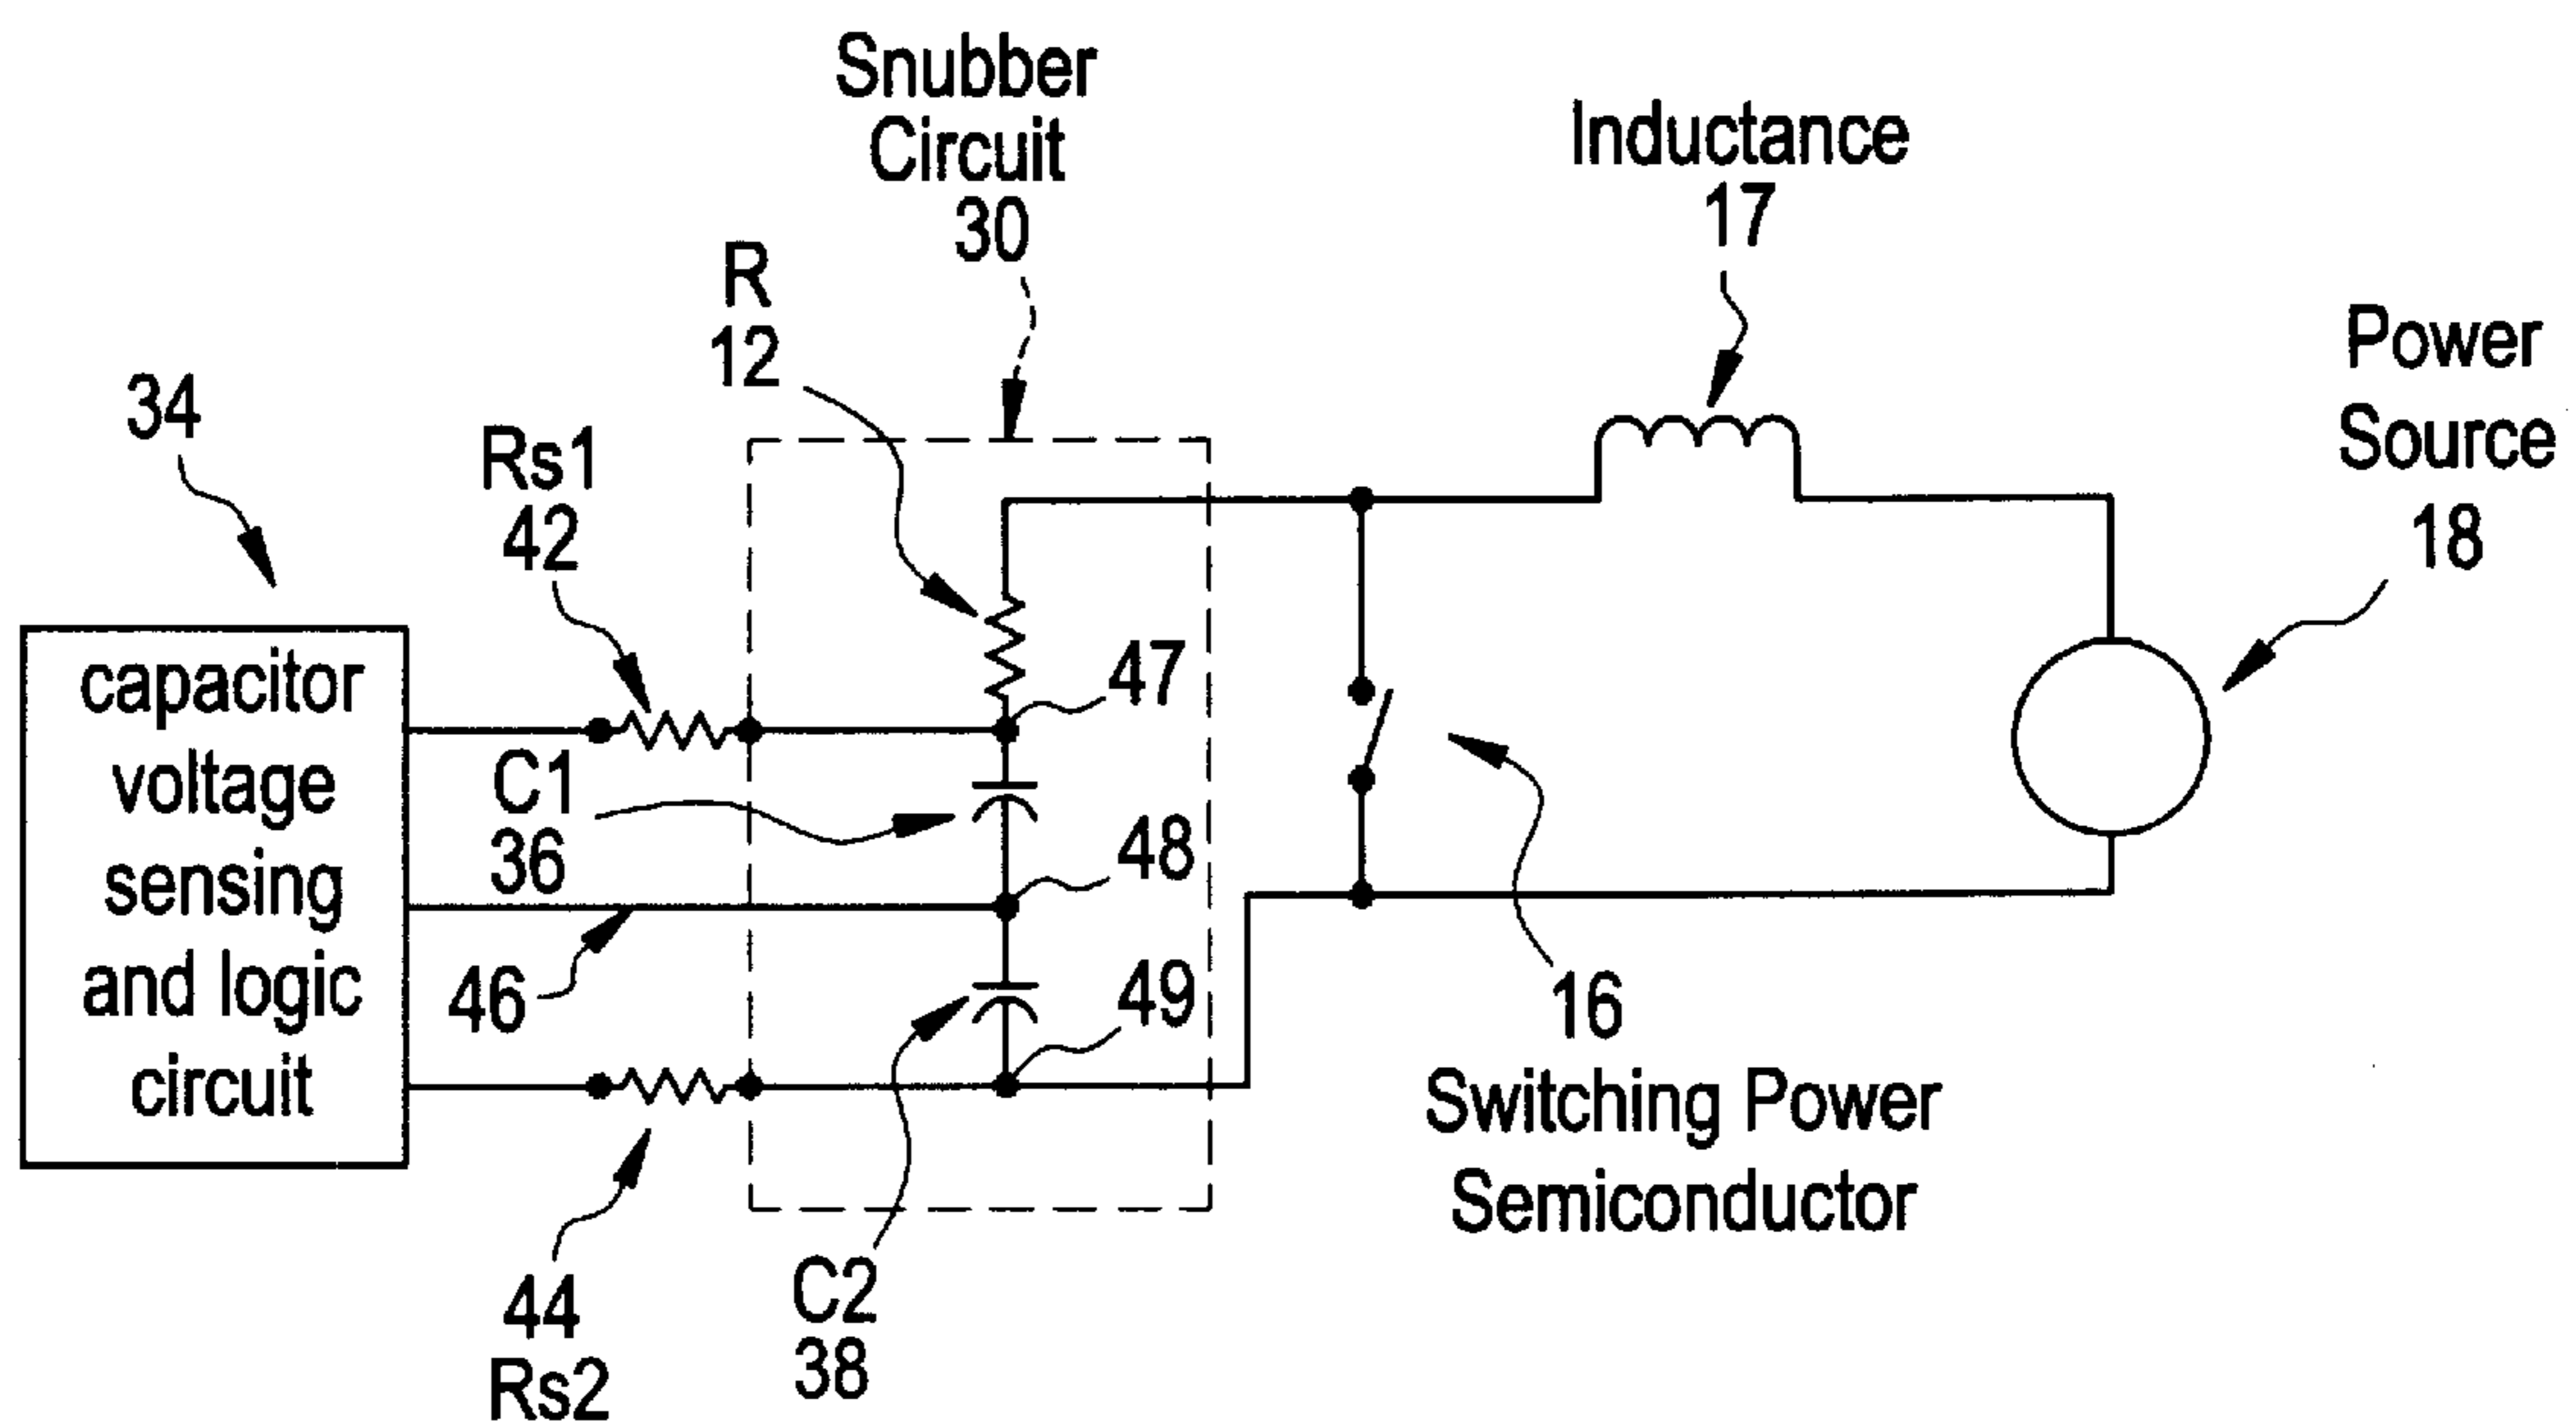 Snubber
Circuit
30
Inductance
17
R
12
Power
Source
18
34
Rs1
42
capacitor
voltage
sensing
and logic
circuit
47
C1
36
48
46
49
16
Switching Power
Semiconductor
44
Rs2
C2
38